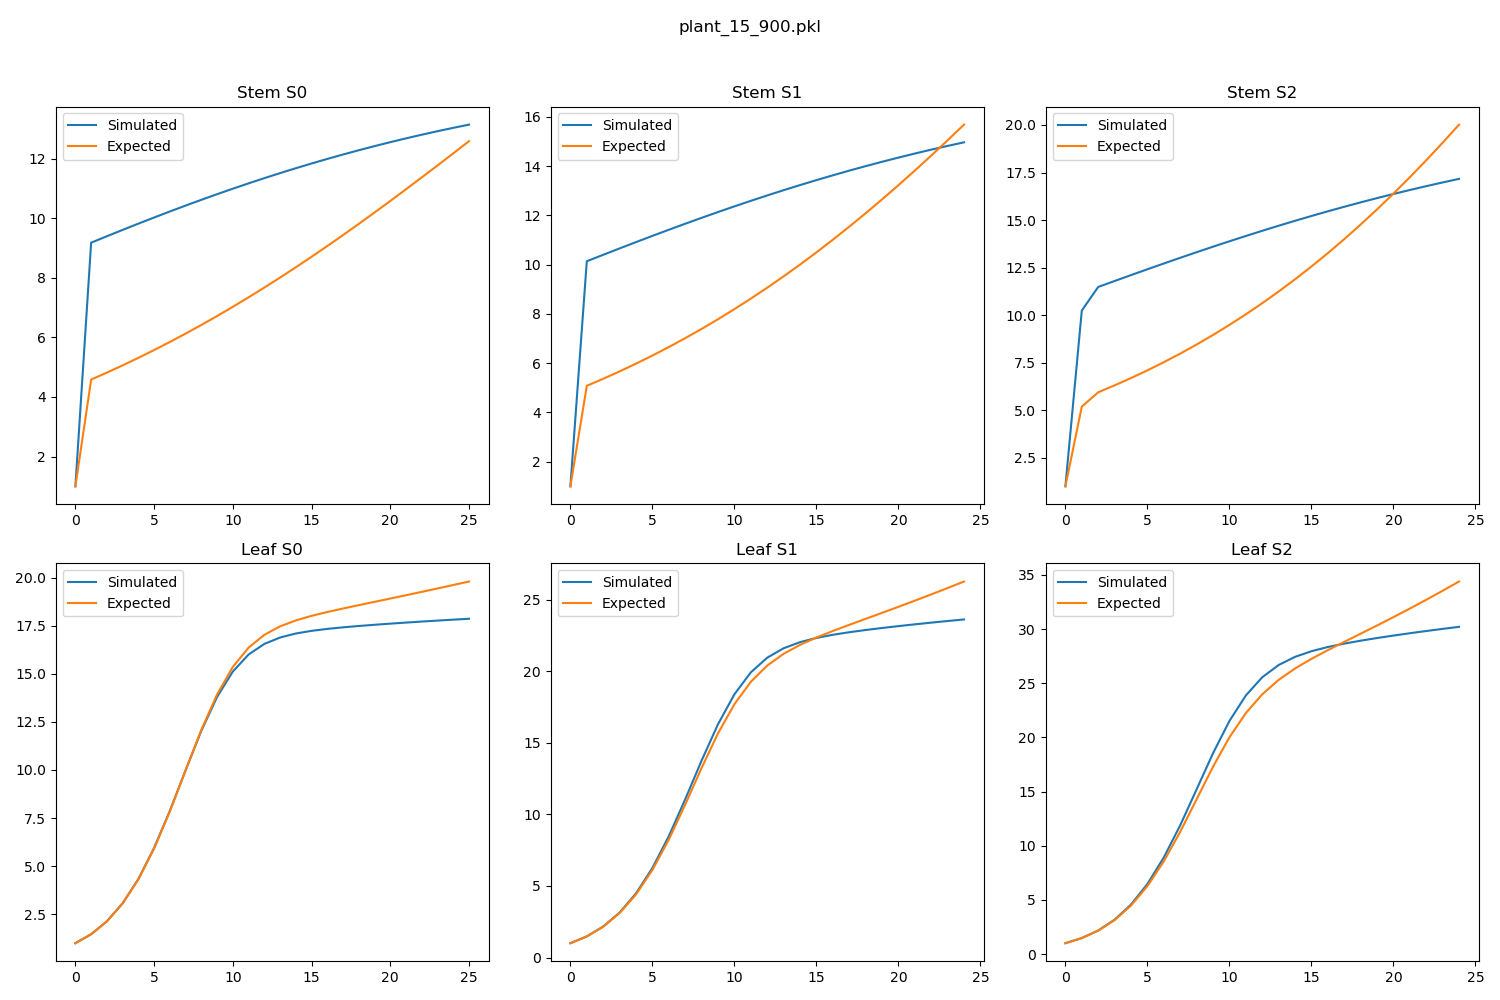 plant_15_900.pkl
Stem S0
Simulated
Expected
12
10
8
6
4
2
0 5 10 15 20 25
Stem S1
Simulated
Expected
16
14
12
10
8
6
4
2
0 5 10 15 20 25
Stem S2
Simulated
Expected
20.0
17.5
15.0
12.5
10.0
7.5
5.0
2.5
0 5 10 15 20 25
Leaf S0
Simulated
Expected
20.0
17.5
15.0
12.5
10.0
7.5
5.0
2.5
0 5 10 15 20 25
Leaf S1
Simulated
Expected
25
20
15
10
5
0
0 5 10 15 20 25
Leaf S2
Simulated
Expected
35
30
25
20
15
10
5
0
0 5 10 15 20 25